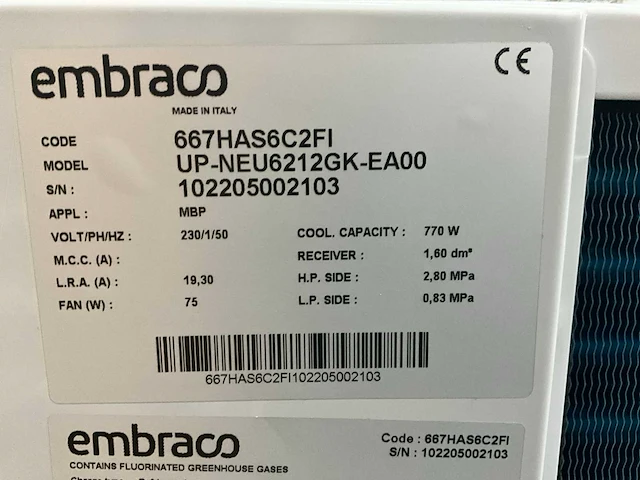 embraco
CE
MADE IN ITALY
CODE 667HAS6C2FI
MODEL UP-NEU6212GK-EA00
S/N : 102205002103
APPL : MBP
VOLT/PH/HZ : 230/1/50 COOL. CAPACITY : 770 W
M.C.C. (A) : RECEIVER : 1,60 dm³
L.R.A. (A) : 19,30 H.P. SIDE : 2,80 MPa
FAN (W) : 75 L.P. SIDE : 0,83 MPa
667HAS6C2FI102205002103
embraco Code : 667HAS6C2FI
CONTAINS FLUORINATED GREENHOUSE GASES S/N : 102205002103